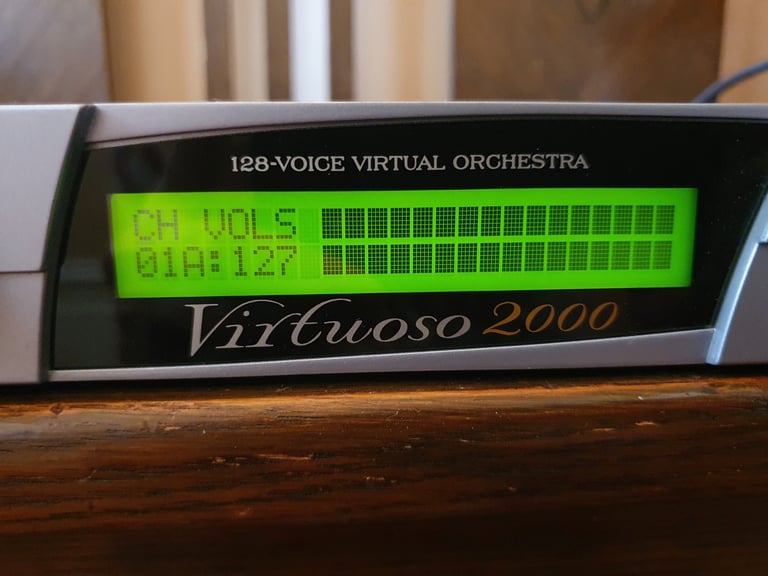 128-VOICE VIRTUAL ORCHESTRA
CH VOLS
01A:127
Virtuoso 2000